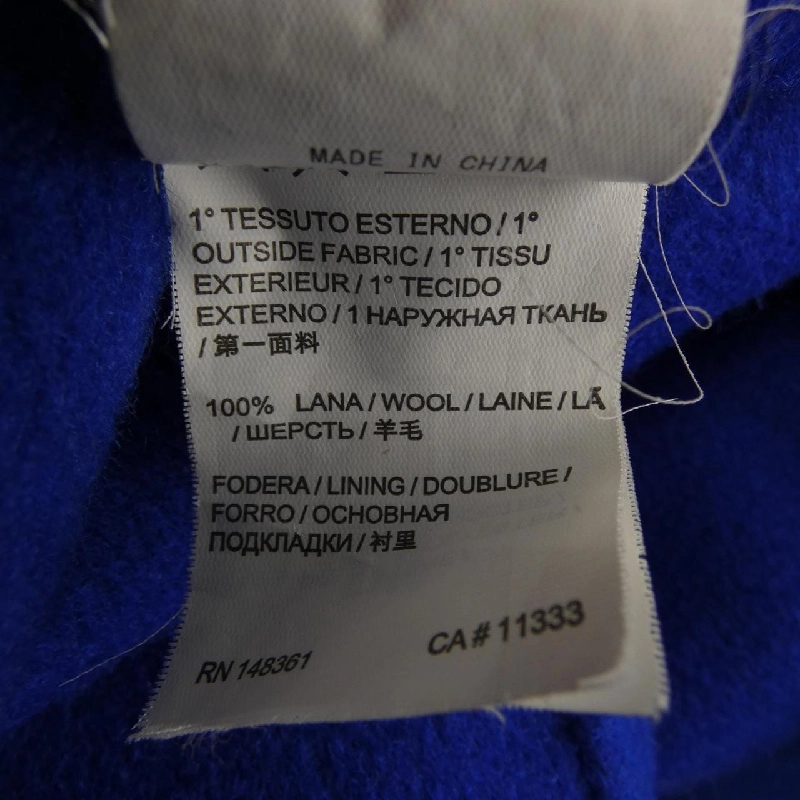 MADE IN CHINA
1° TESSUTO ESTERNO / 1°
OUTSIDE FABRIC / 1° TISSU
EXTERIEUR / 1° TECIDO
EXTERNO / 1 НАРУЖНАЯ ТКАНЬ
/ 第一面料
100% LANA / WOOL / LAINE / LÃ
/ ШЕРСТЬ / 羊毛
FODERA / LINING / DOUBLURE /
FORRO / ОСНОВНАЯ
ПОДКЛАДКИ / 衬里
CA # 11333
RN 148361